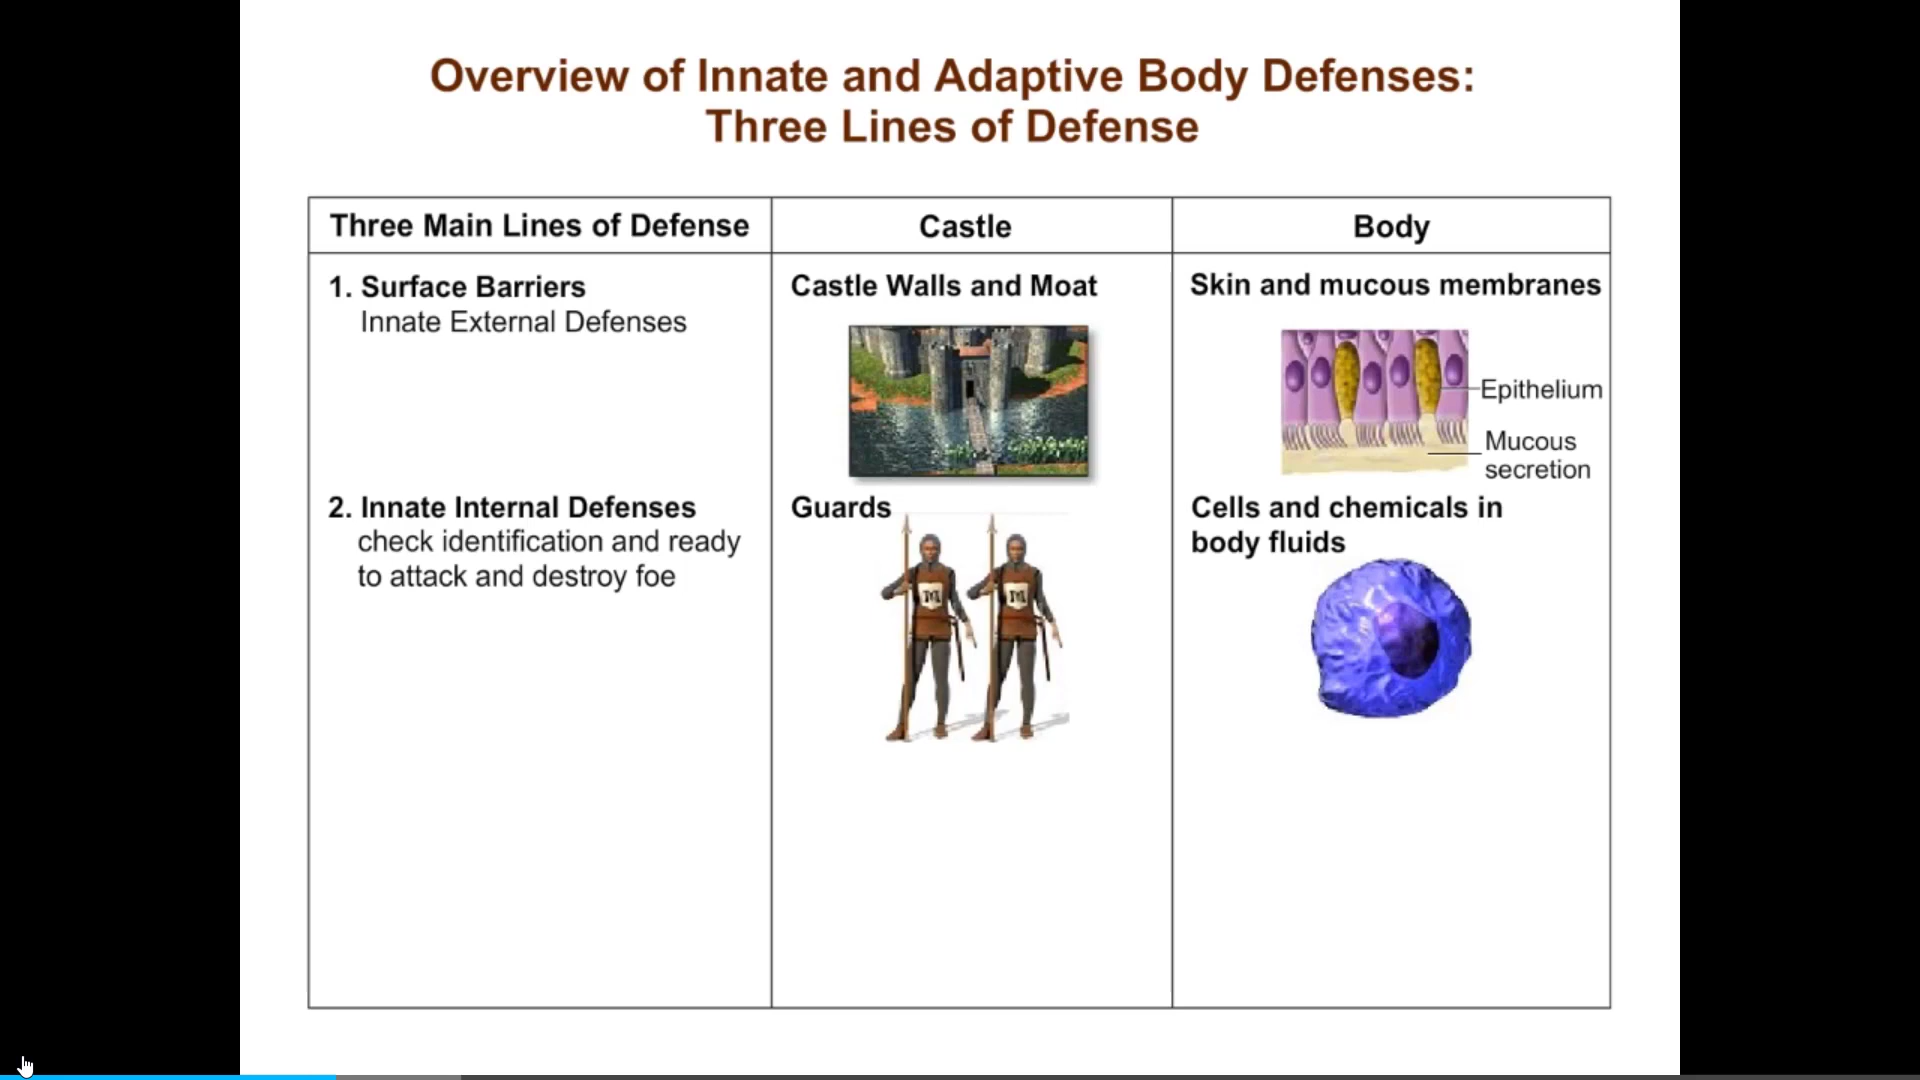 Overview of Innate and Adaptive Body Defenses:
Three Lines of Defense
Three Main Lines of Defense
Castle
Body
1. Surface Barriers
Innate External Defenses
Castle Walls and Moat
Skin and mucous membranes
Epithelium
Mucous
secretion
2. Innate Internal Defenses
check identification and ready
to attack and destroy foe
Guards
Cells and chemicals in
body fluids